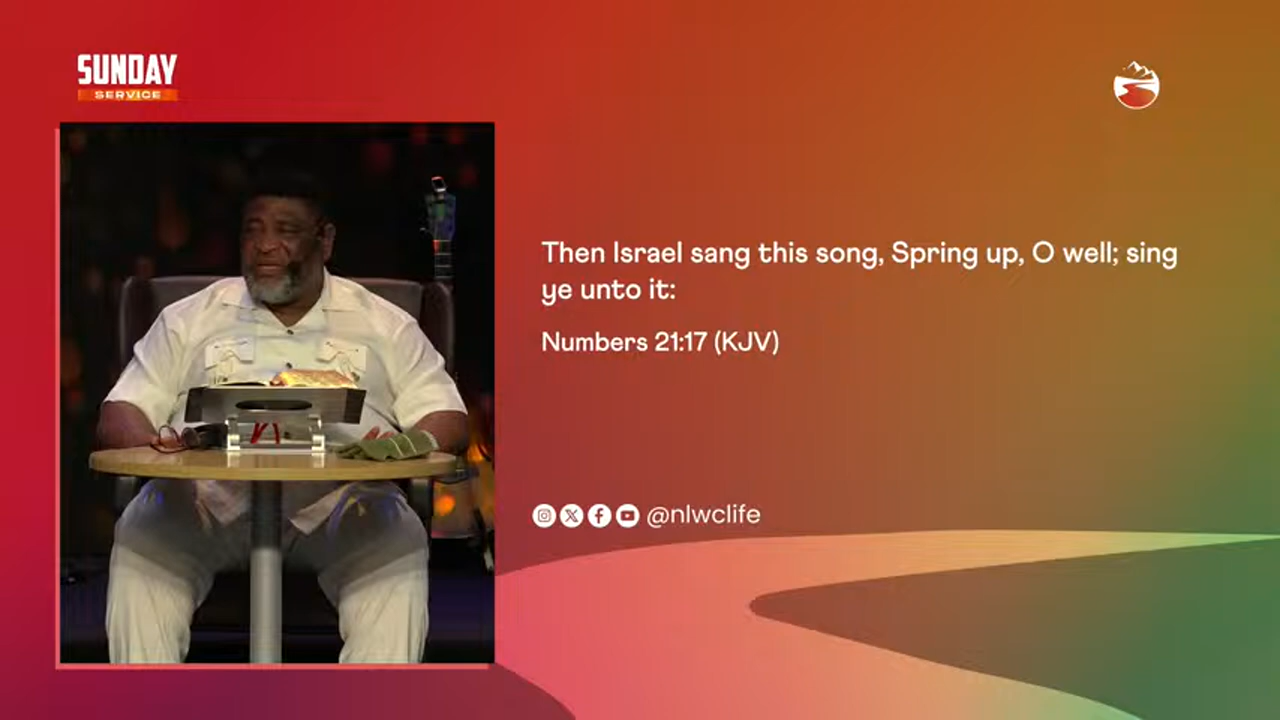 SUNDAY
SERVICE
Then Israel sang this song, Spring up, O well; sing
ye unto it:
Numbers 21:17 (KJV)
@nlwclife